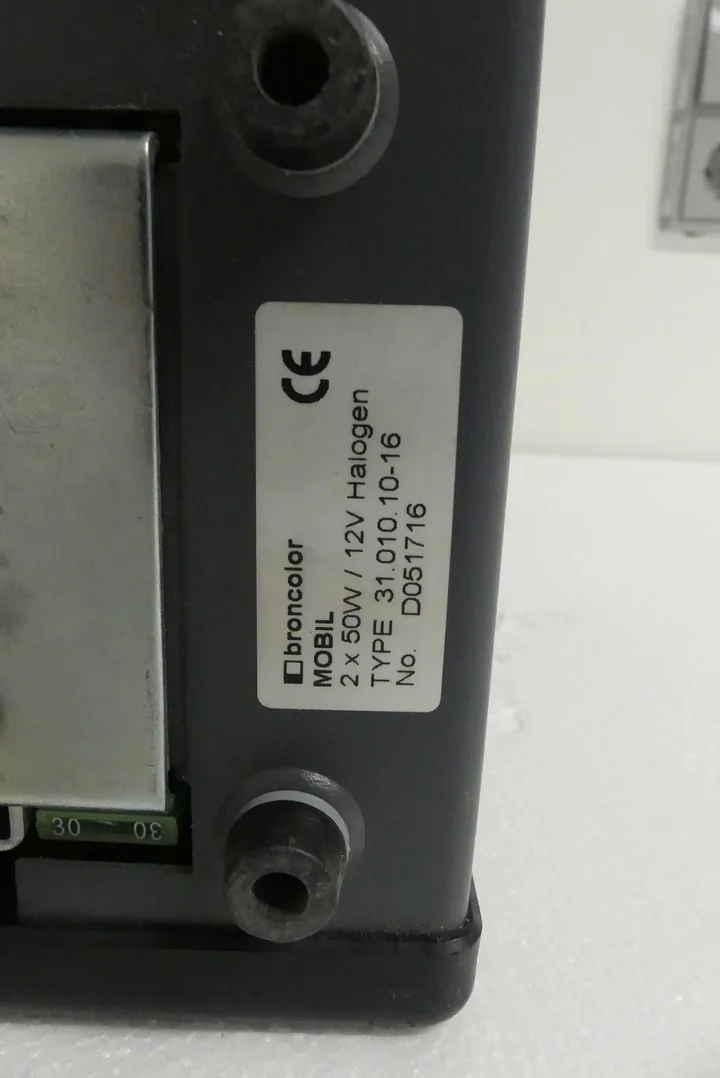 CE
broncolor
MOBIL
2 x 50W / 12V Halogen
TYPE 31.010.10-16
No. D051716
30 30